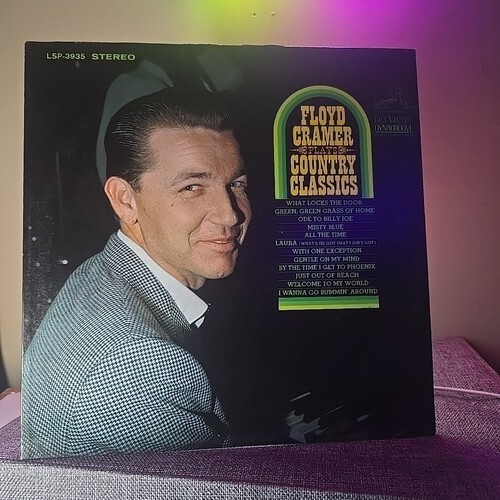 LSP-3935 STEREO
FLOYD
CRAMER
PLAYS
COUNTRY
CLASSICS
RCA VICTOR
DYNAGROOVE
WHAT LOCKS THE DOOR
GREEN, GREEN GRASS OF HOME
ODE TO BILLY JOE
MISTY BLUE
ALL THE TIME
LAURA (WHAT'S HE GOT THAT I AIN'T GOT)
WITH ONE EXCEPTION
GENTLE ON MY MIND
BY THE TIME I GET TO PHOENIX
JUST OUT OF REACH
WELCOME TO MY WORLD
I WANNA GO BUMMIN' AROUND